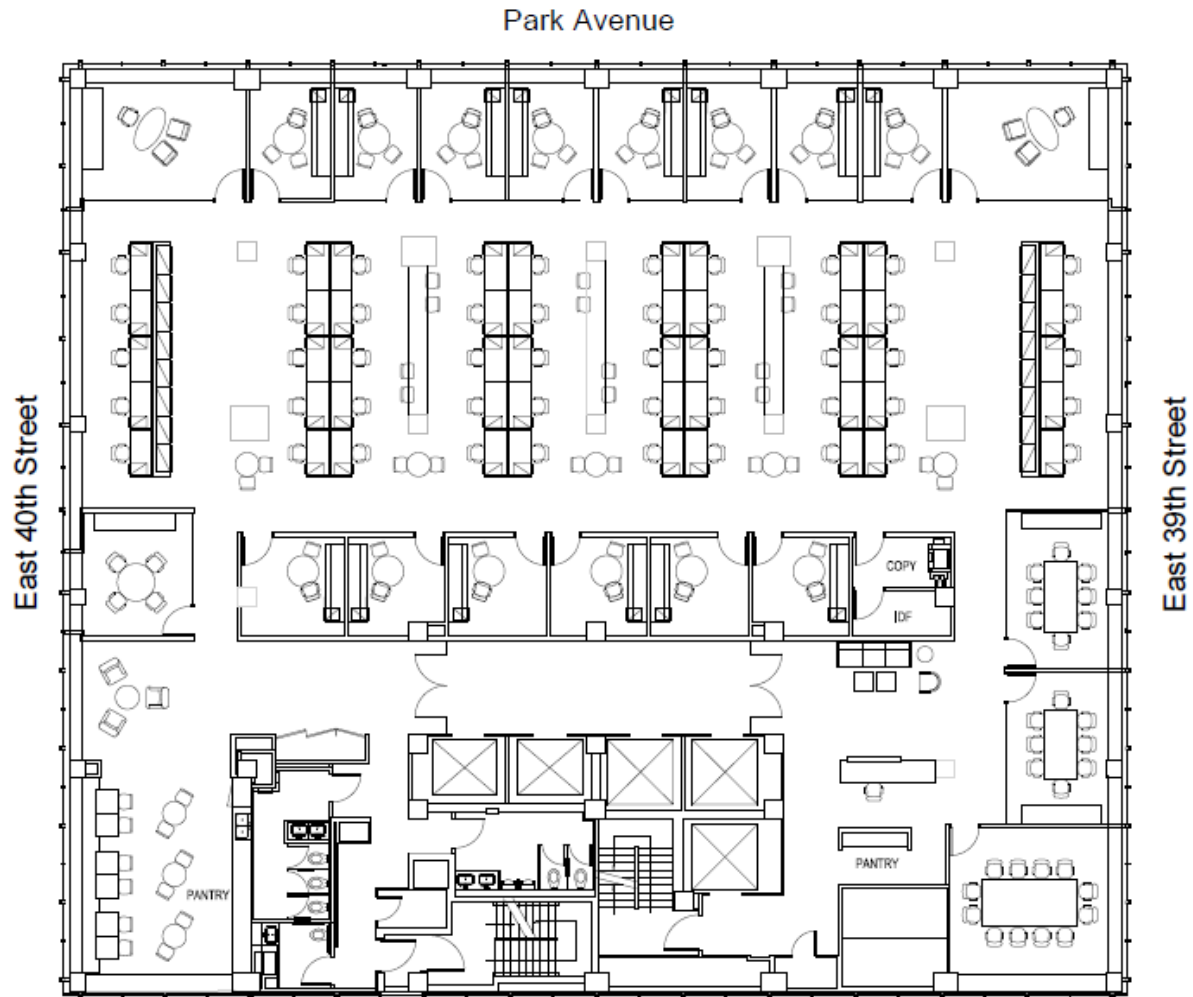 Park Avenue
East 40th Street
East 39th Street
COPY
IDF
PANTRY
PANTRY